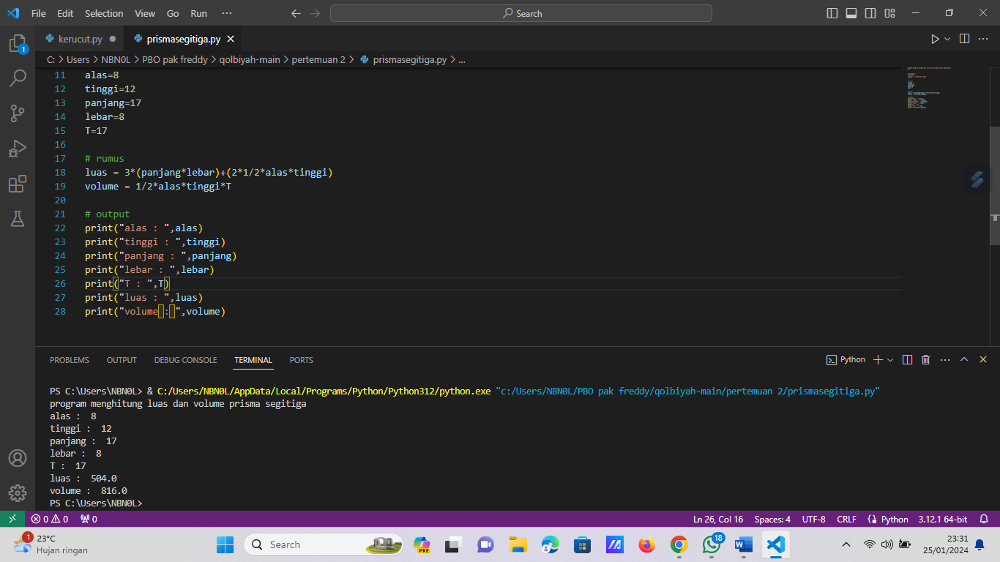 File Edit Selection View Go Run ··· Search
kerucut.py prismasegitiga.py
C: > Users > NBN0L > PBO pak freddy > qolbiyah-main > pertemuan 2 > prismasegitiga.py > ...
1
11 alas=8
12 tinggi=12
13 panjang=17
14 lebar=8
15 T=17
16
17 # rumus
18 luas = 3*(panjang*lebar)+(2*1/2*alas*tinggi)
19 volume = 1/2*alas*tinggi*T
20
21 # output
22 print("alas : ",alas)
23 print("tinggi : ",tinggi)
24 print("panjang : ",panjang)
25 print("lebar : ",lebar)
26 print("T : ",T)
27 print("luas : ",luas)
28 print("volume : ",volume)
PROBLEMS OUTPUT DEBUG CONSOLE TERMINAL PORTS Python
PS C:\Users\NBN0L> & C:/Users/NBN0L/AppData/Local/Programs/Python/Python312/python.exe "c:/Users/NBN0L/PBO pak freddy/qolbiyah-main/pertemuan 2/prismasegitiga.py"
program menghitung luas dan volume prisma segitiga
alas :  8
tinggi :  12
panjang :  17
lebar :  8
T :  17
luas :  504.0
volume :  816.0
PS C:\Users\NBN0L>
0 0 0 Ln 26, Col 16 Spaces: 4 UTF-8 CRLF Python 3.12.1 64-bit
1 23°C Search PRE 18 23:31
Hujan ringan 25/01/2024